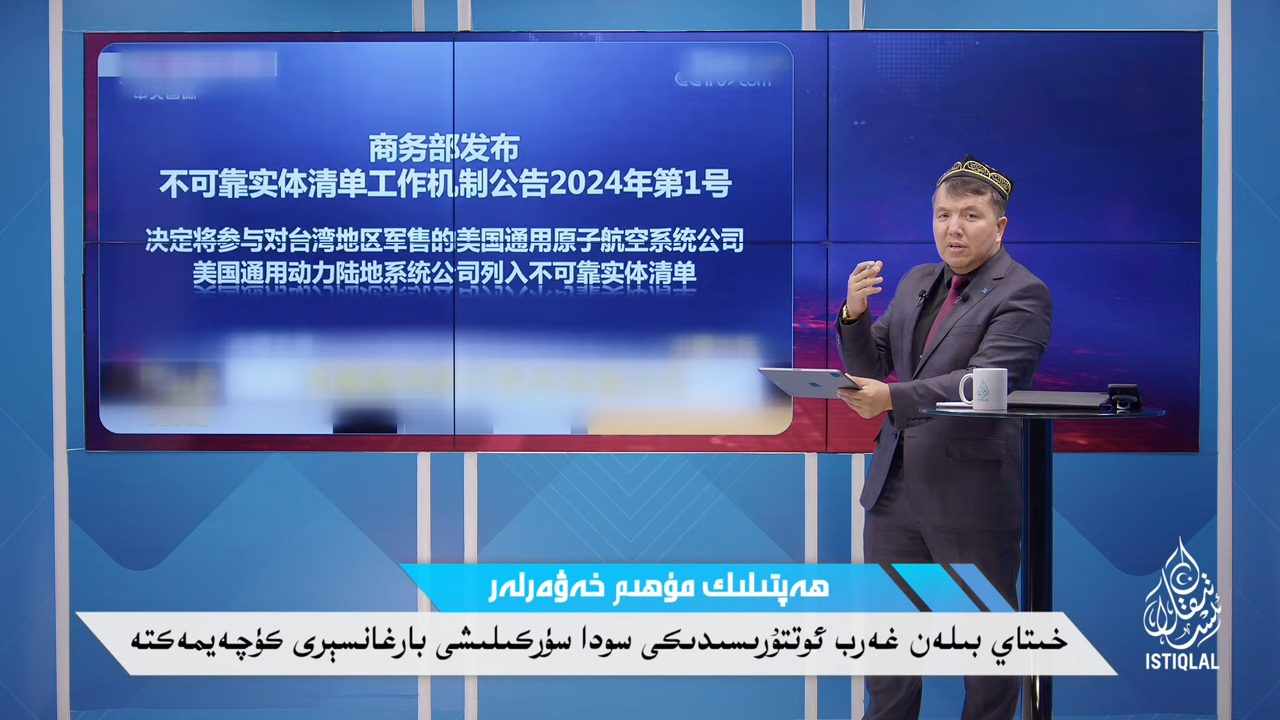 商务部发布
不可靠实体清单工作机制公告2024年第1号
决定将参与对台湾地区军售的美国通用原子航空系统公司
美国通用动力陆地系统公司列入不可靠实体清单
ھەپتىلىك مۇھىم خەۋەرلەر
خىتاي بىلەن غەرب ئوتتۇرىسىدىكى سودا سۈركىلىشى بارغانسېرى كۈچەيمەكتە
ئىستىقلال
ISTIQLAL